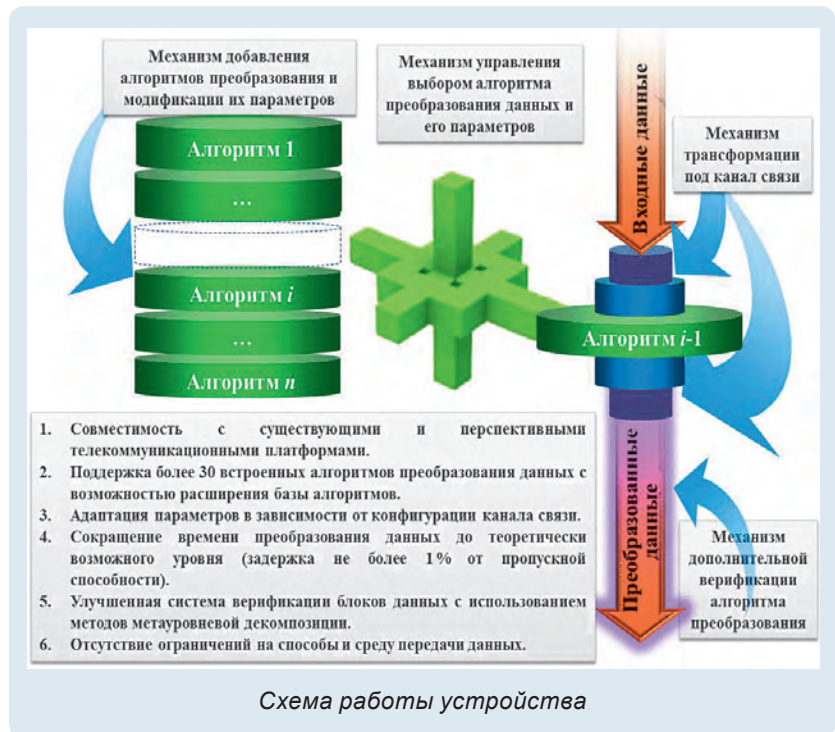 Механизм добавления
алгоритмов преобразования и
модификации их параметров
Механизм управления
выбором алгоритма
преобразования данных и
его параметров
Входные данные
Механизм
трансформации
под канал связи
Алгоритм 1
...
Алгоритм i
...
Алгоритм n
Алгоритм i-1
1. Совместимость с существующими и перспективными
телекоммуникационными платформами.
2. Поддержка более 30 встроенных алгоритмов преобразования данных с
возможностью расширения базы алгоритмов.
3. Адаптация параметров в зависимости от конфигурации канала связи.
4. Сокращение времени преобразования данных до теоретически
возможного уровня (задержка не более 1% от пропускной
способности).
5. Улучшенная система верификации блоков данных с использованием
методов метауровневой декомпозиции.
6. Отсутствие ограничений на способы и среду передачи данных.
Преобразованные
данные
Механизм
дополнительной
верификации
алгоритма
преобразования
Схема работы устройства